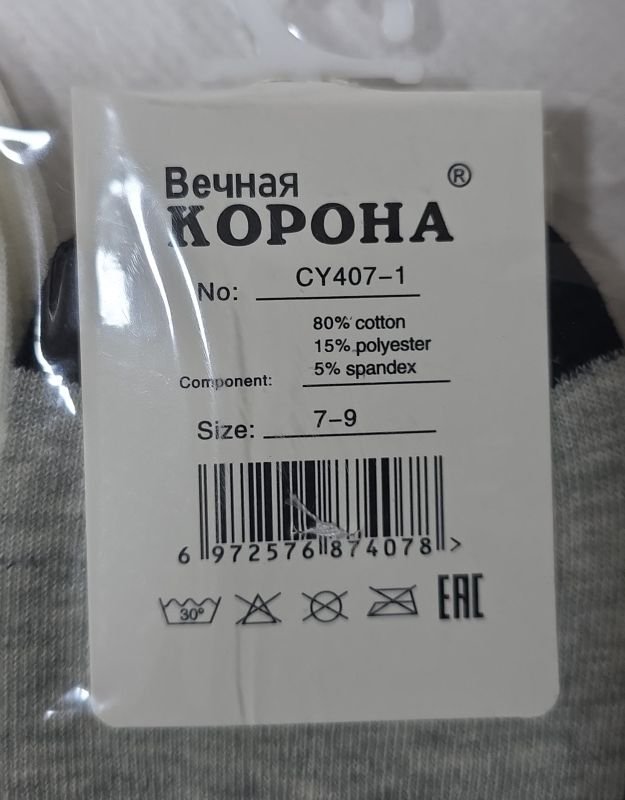 Вечная ®
КОРОНА
No: CY407-1
80% cotton
15% polyester
Component: 5% spandex
Size: 7-9
6 972576 874078 >
30°
EAC